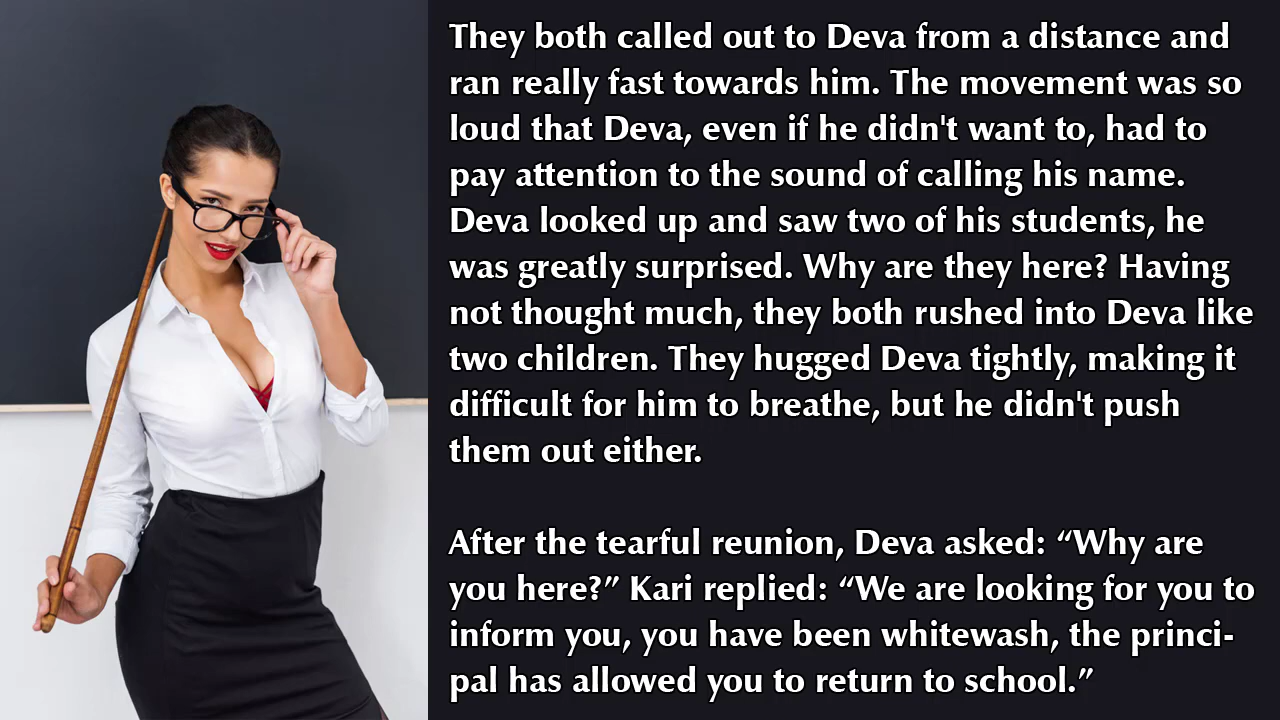 They both called out to Deva from a distance and
ran really fast towards him. The movement was so
loud that Deva, even if he didn't want to, had to
pay attention to the sound of calling his name.
Deva looked up and saw two of his students, he
was greatly surprised. Why are they here? Having
not thought much, they both rushed into Deva like
two children. They hugged Deva tightly, making it
difficult for him to breathe, but he didn't push
them out either.
After the tearful reunion, Deva asked: “Why are
you here?” Kari replied: “We are looking for you to
inform you, you have been whitewash, the princi-
pal has allowed you to return to school.”